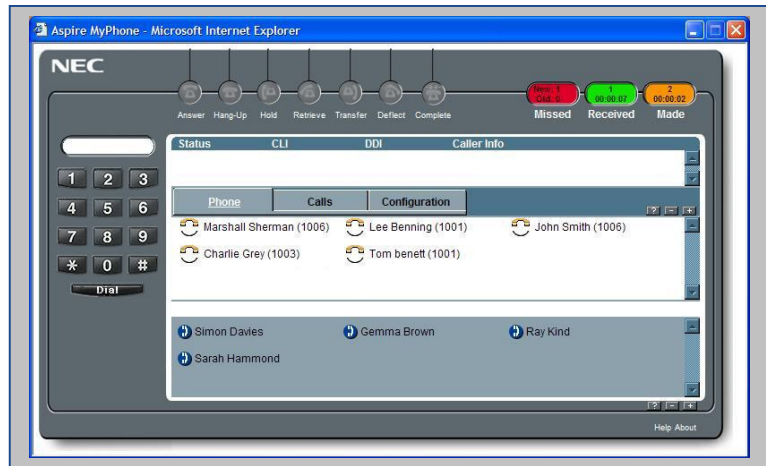 Aspire MyPhone - Microsoft Internet Explorer
NEC
Answer Hang-Up Hold Retrieve Transfer Deflect Complete
New: 1
Old: 0
Missed
1
00:00:07
Received
2
00:00:02
Made
Status CLI DDI Caller Info
1 2 3
4 5 6
7 8 9
* 0 #
Dial
Phone Calls Configuration
? - +
Marshall Sherman (1006) Lee Benning (1001) John Smith (1006)
Charlie Grey (1003) Tom benett (1001)
Simon Davies Gemma Brown Ray Kind
Sarah Hammond
? - +
Help About